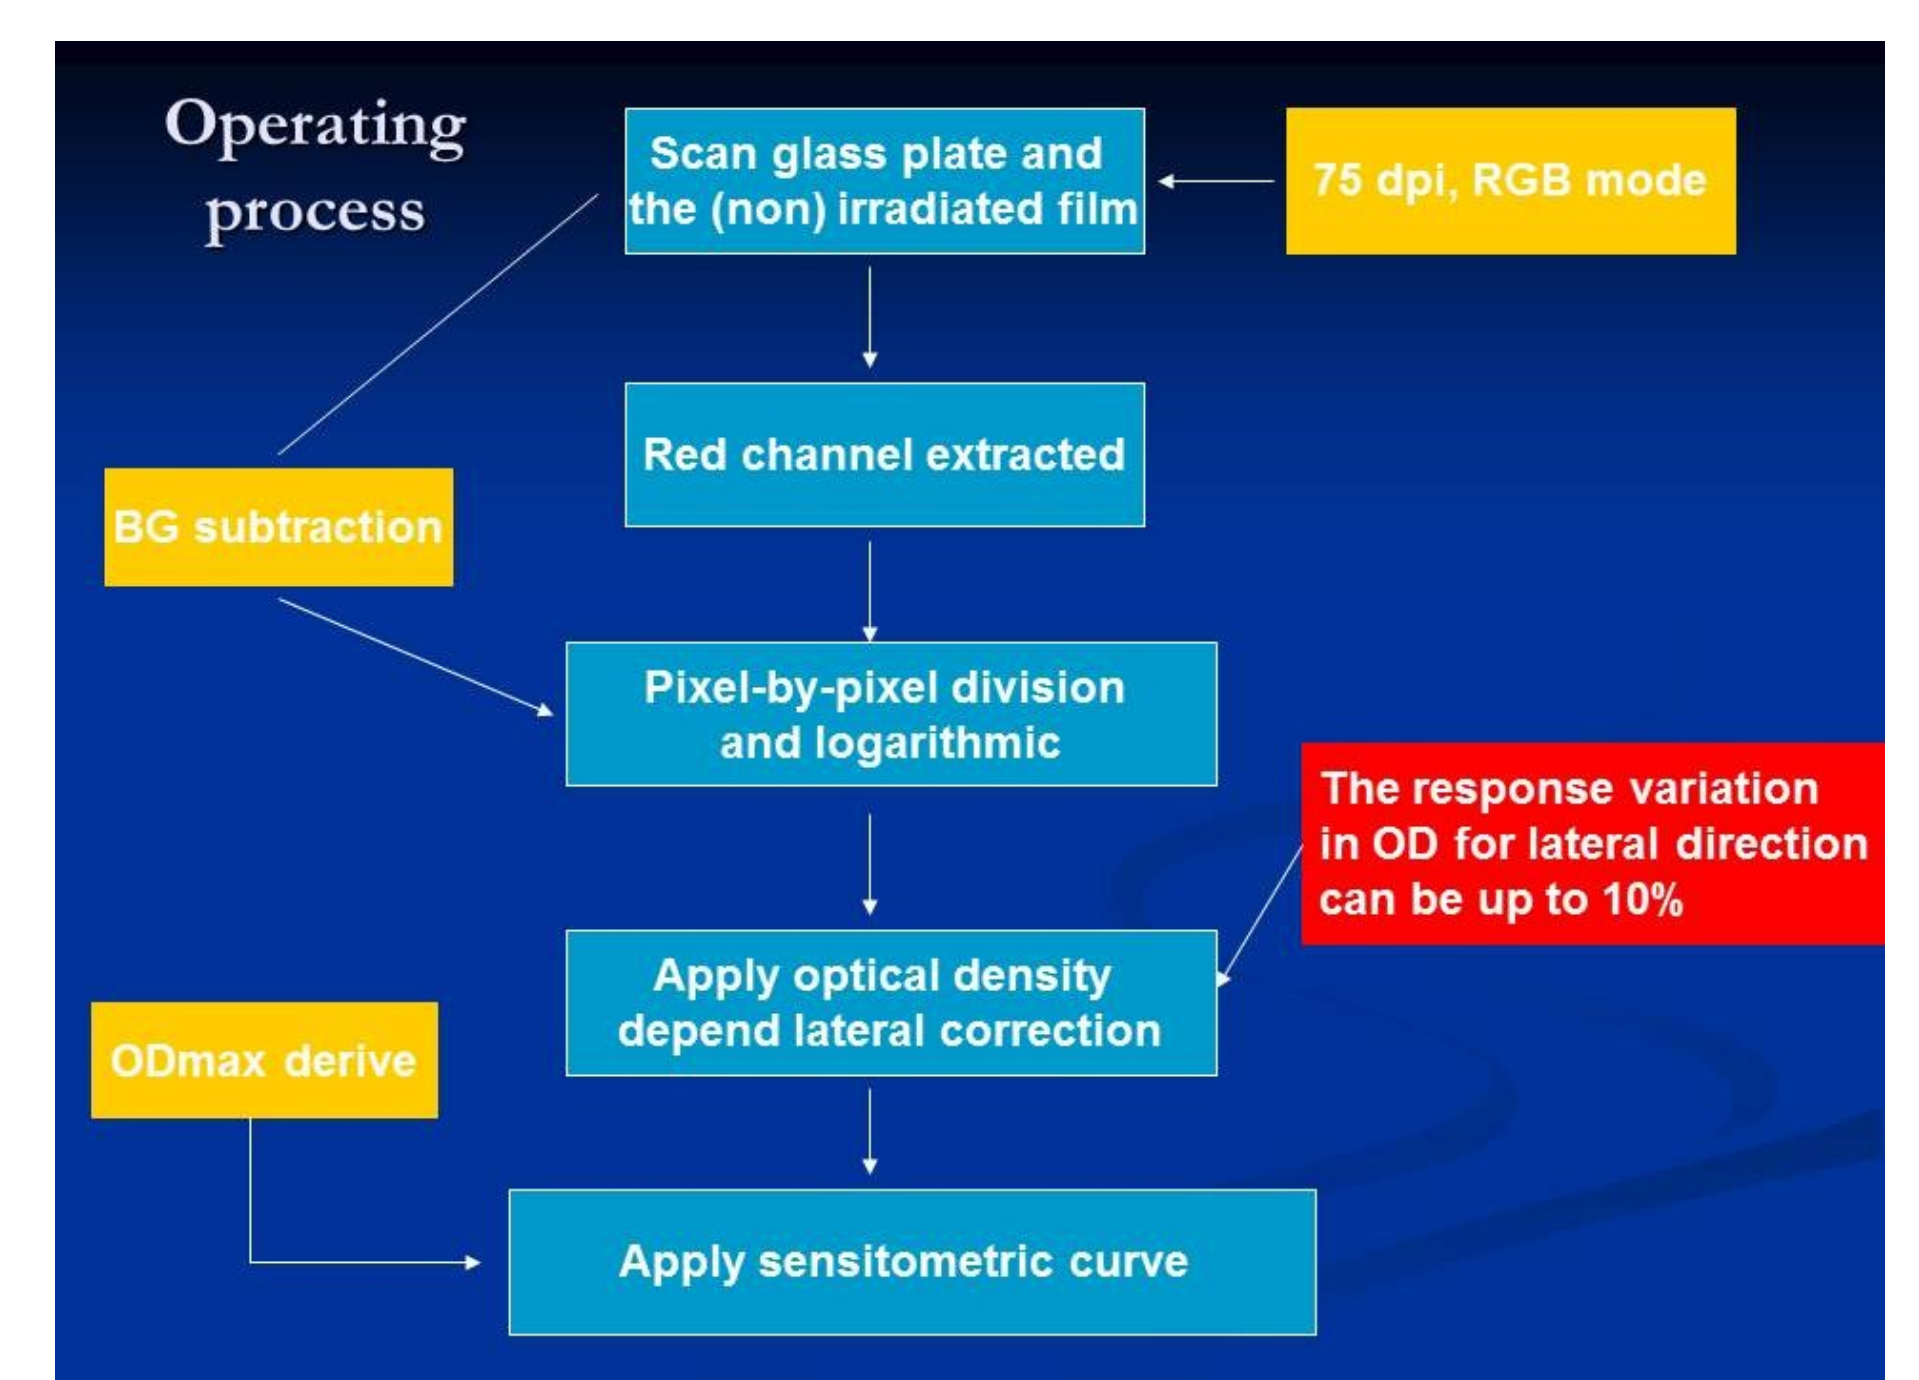 Operating
process
Scan glass plate and
the (non) irradiated film
75 dpi, RGB mode
Red channel extracted
BG subtraction
Pixel-by-pixel division
and logarithmic
The response variation
in OD for lateral direction
can be up to 10%
Apply optical density
depend lateral correction
ODmax derive
Apply sensitometric curve